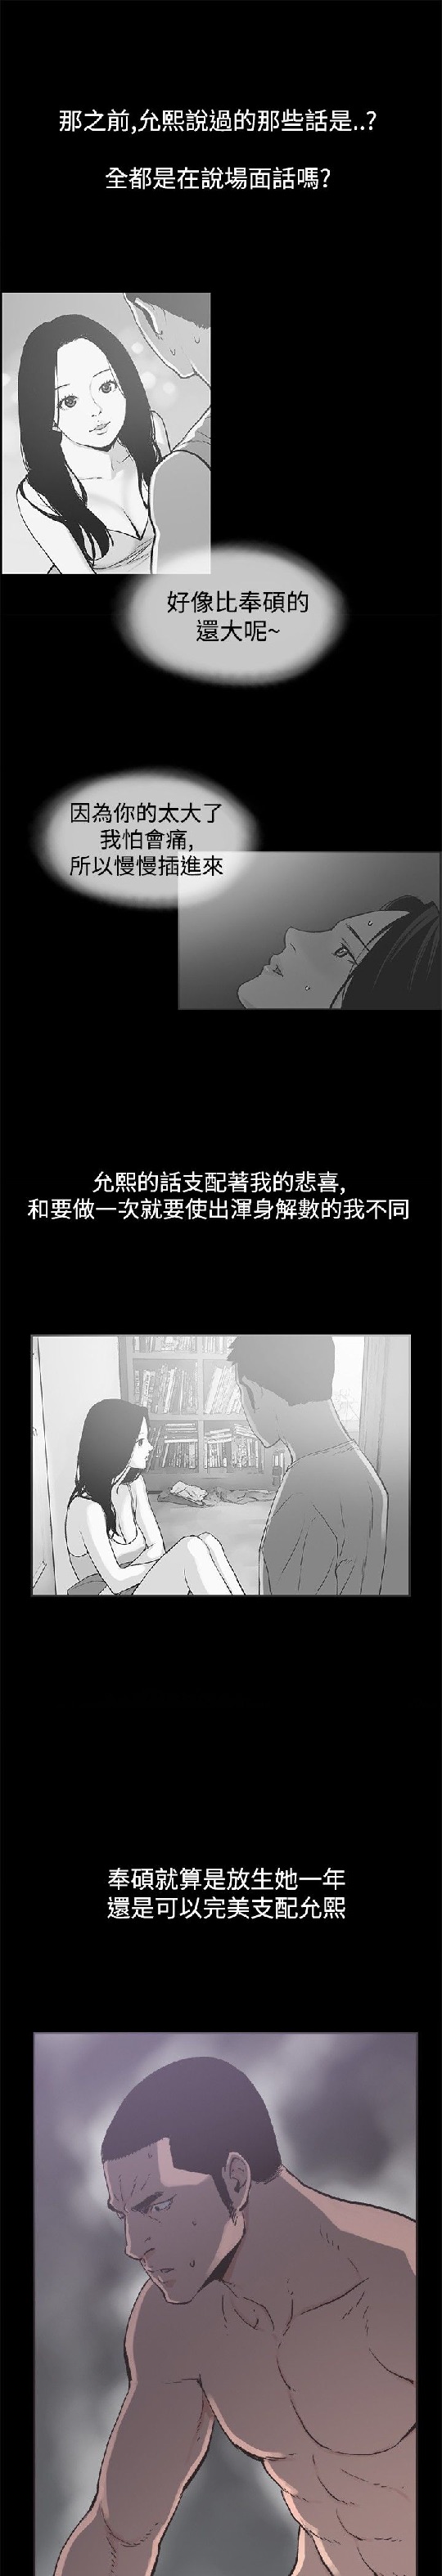 那之前,允熙說過的那些話是..?
全都是在說場面話嗎?
好像比奉碩的
還大呢~
因為你的太大了
我怕會痛,
所以慢慢插進來
允熙的話支配著我的悲喜,
和要做一次就要使出渾身解數的我不同
奉碩就算是放生她一年
還是可以完美支配允熙